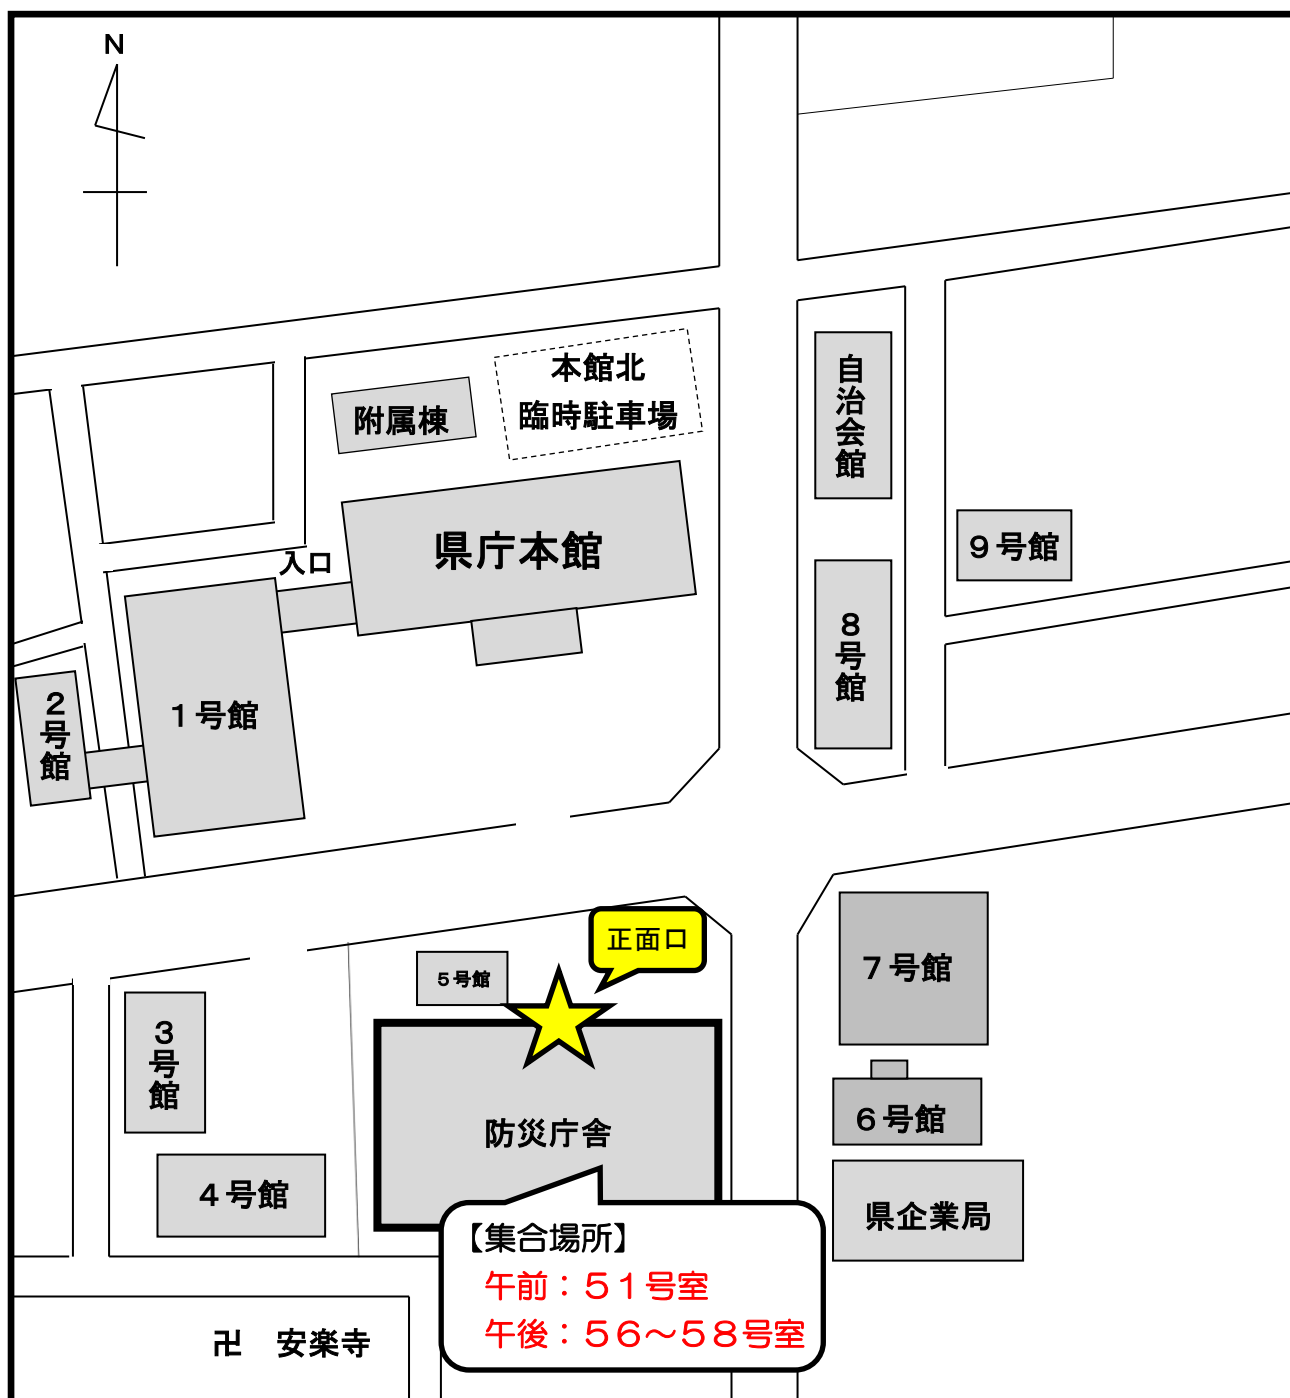 N
本館北
臨時駐車場
附属棟
自治会館
県庁本館
入口
9号館
8号館
1号館
2号館
正面口
5号館
7号館
3号館
防災庁舎
6号館
4号館
県企業局
【集合場所】
午前：51号室
午後：56～58号室
卍 安楽寺